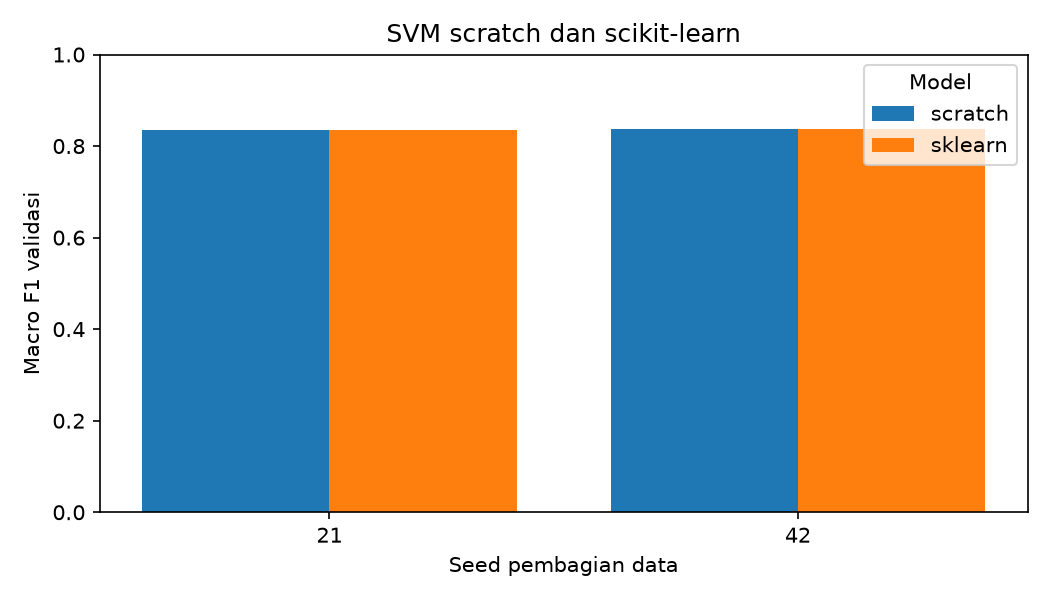 SVM scratch dan scikit-learn
Model
scratch
sklearn
Macro F1 validasi
1.0
0.8
0.6
0.4
0.2
0.0
21
42
Seed pembagian data